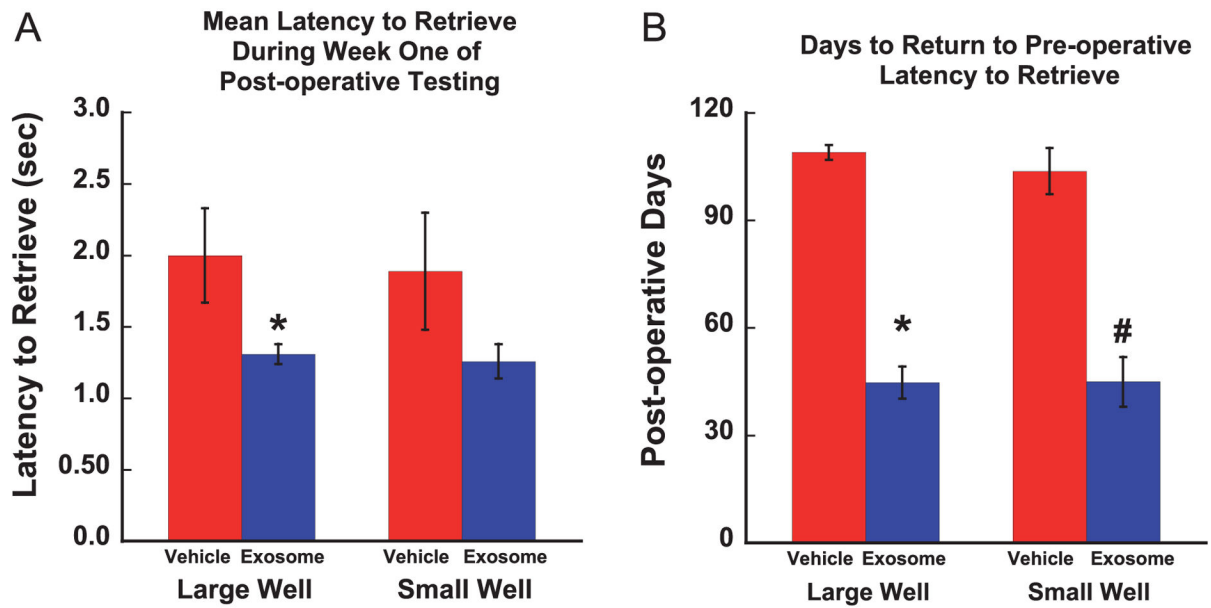 A
Mean Latency to Retrieve
During Week One of
Post-operative Testing
Latency to Retrieve (sec)
3.0
2.5
2.0
1.5
1.0
0.50
0.0
*
Vehicle Exosome Vehicle Exosome
Large Well Small Well
B
Days to Return to Pre-operative
Latency to Retrieve
Post-operative Days
120
90
60
30
0
* #
Vehicle Exosome Vehicle Exosome
Large Well Small Well